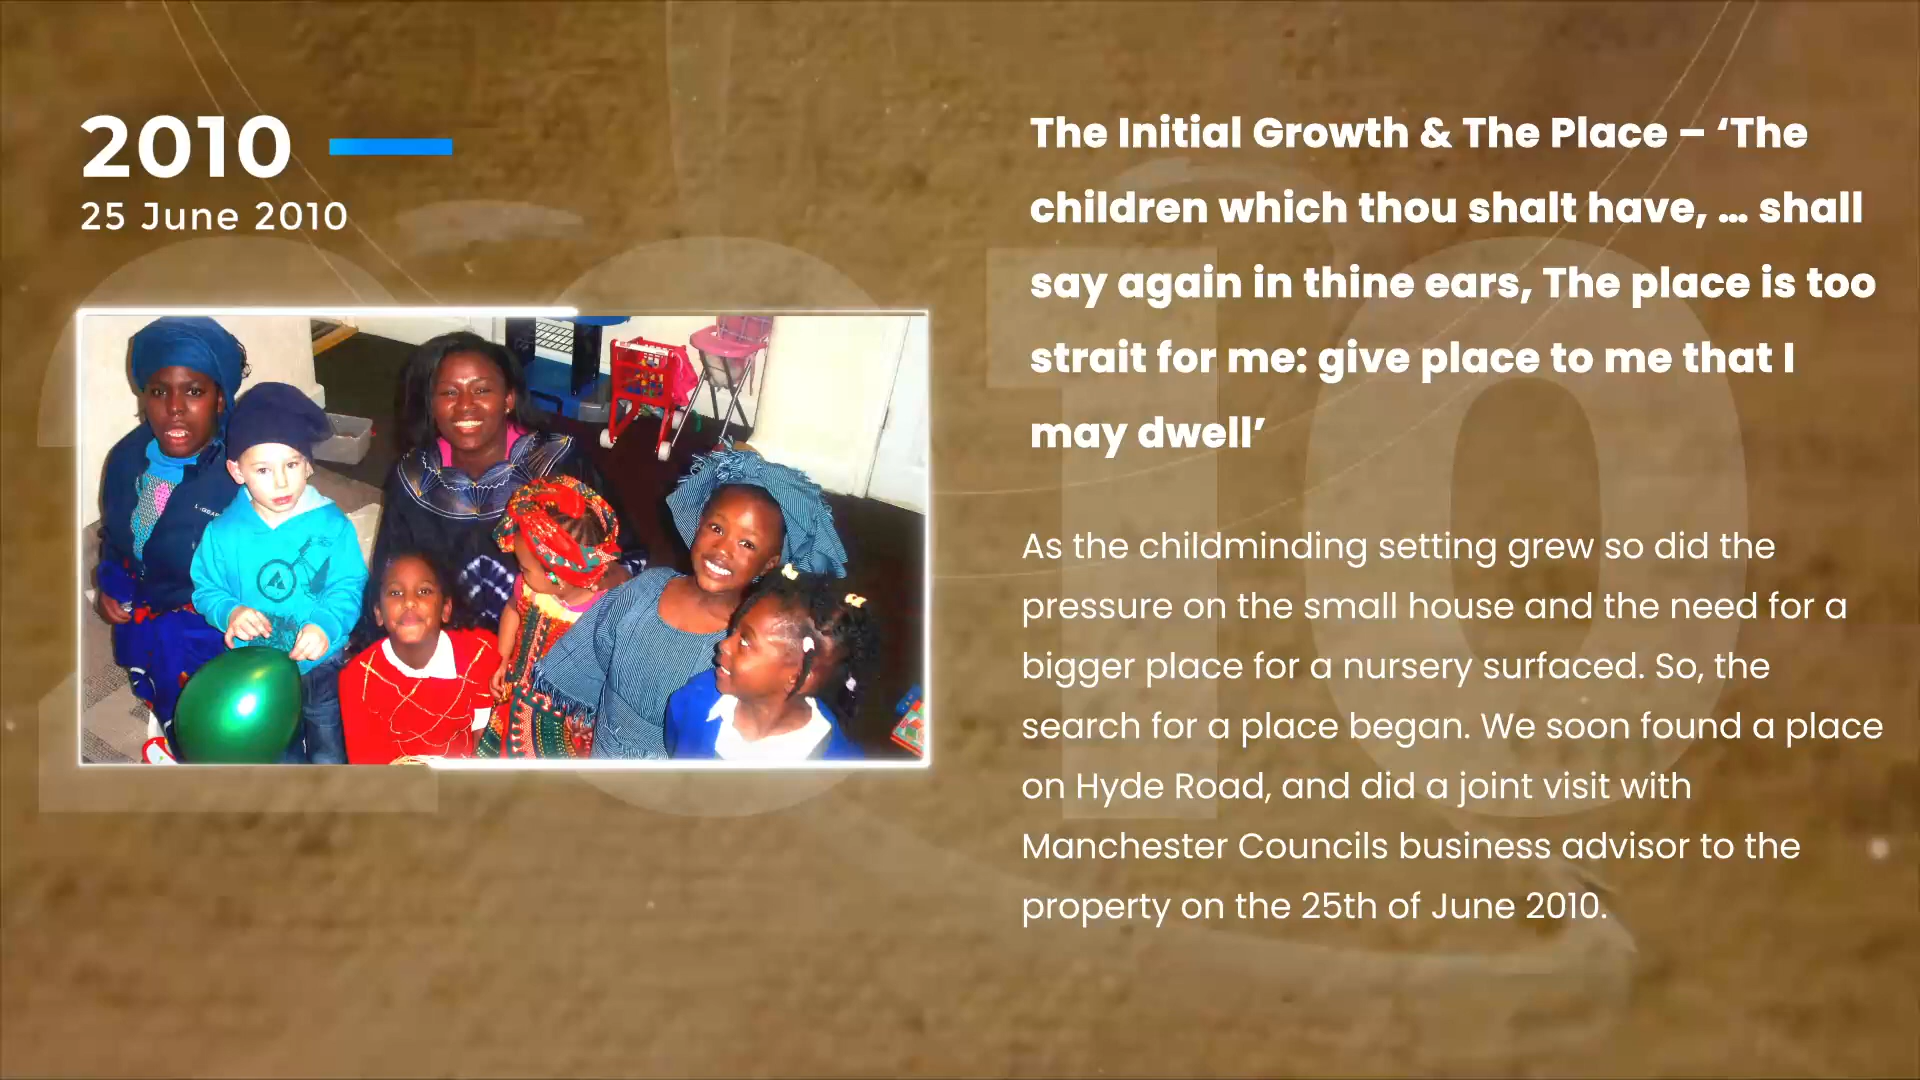 2010
25 June 2010
The Initial Growth & The Place – ‘The
children which thou shalt have, ... shall
say again in thine ears, The place is too
strait for me: give place to me that I
may dwell’
As the childminding setting grew so did the
pressure on the small house and the need for a
bigger place for a nursery surfaced. So, the
search for a place began. We soon found a place
on Hyde Road, and did a joint visit with
Manchester Councils business advisor to the
property on the 25th of June 2010.
2010